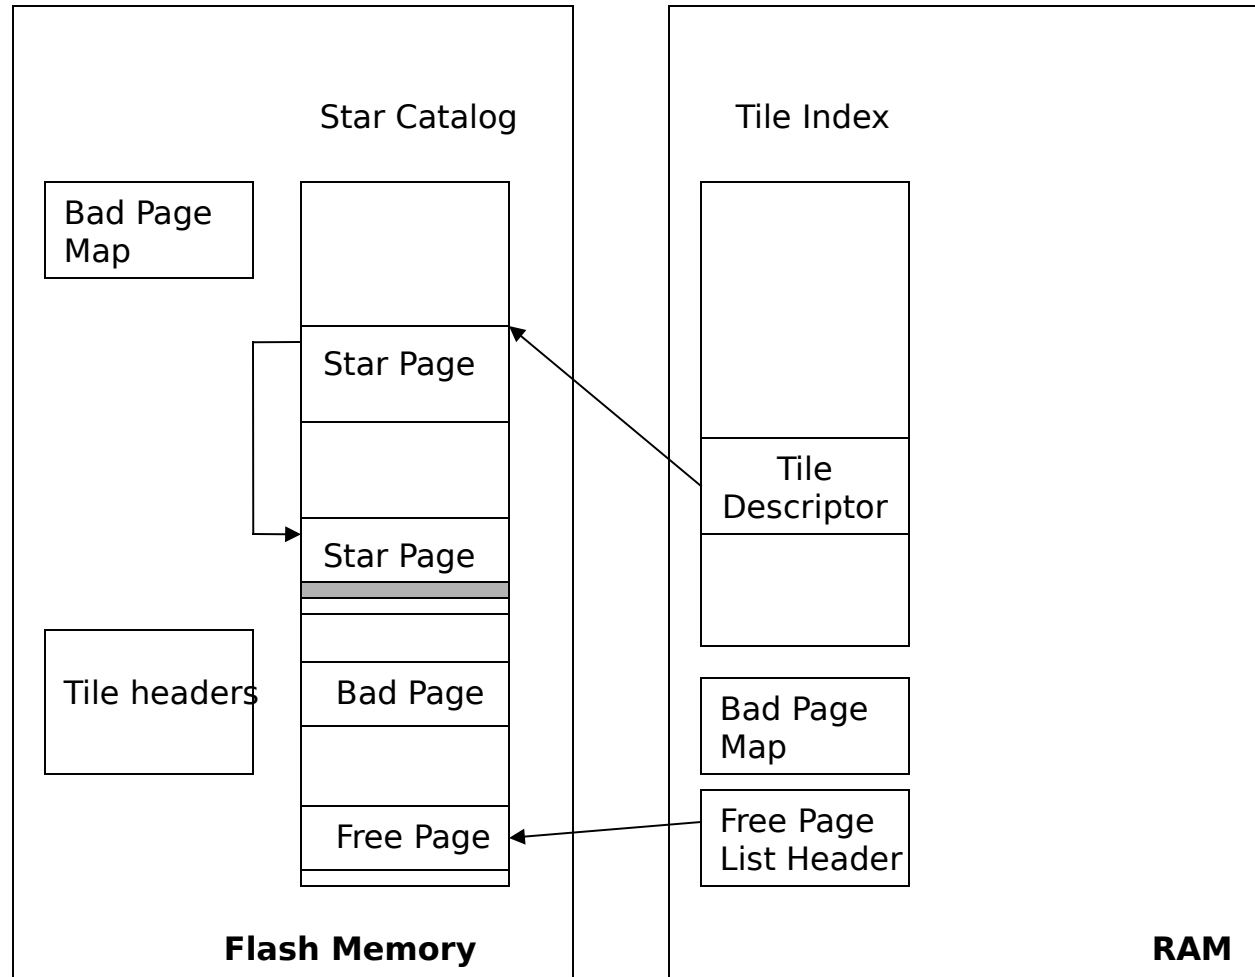 Star Catalog
Bad Page
Map
Star Page
Star Page
Tile headers
Bad Page
Free Page
Flash Memory
Tile Index
Tile
Descriptor
Bad Page
Map
Free Page
List Header
RAM